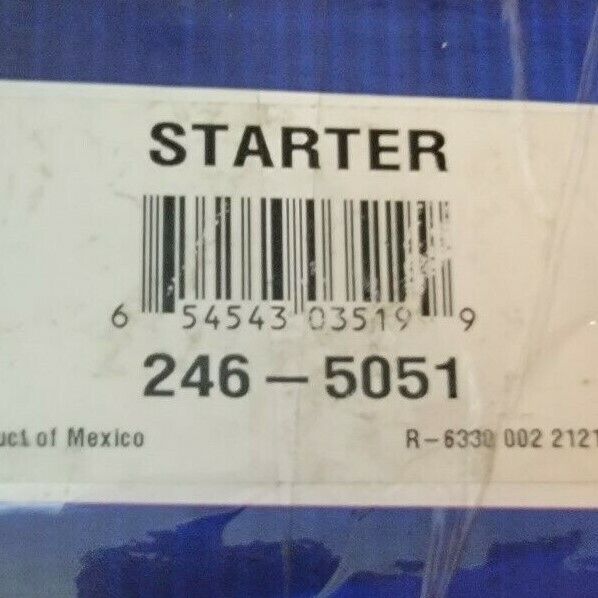 STARTER
6 54543 03519 9
246-5051
uct of Mexico R-6330 002 2121